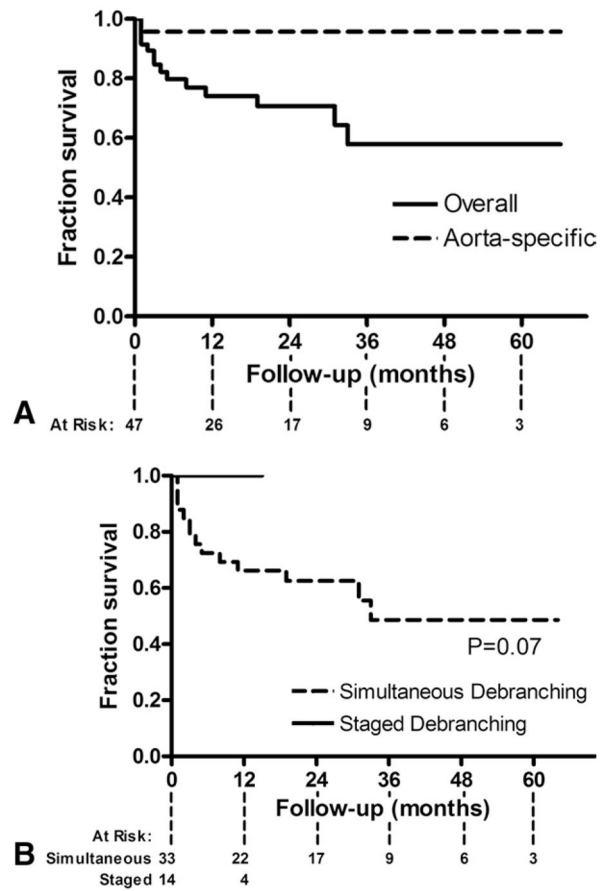 1.0
0.8
0.6
0.4
0.2
0.0
Fraction survival
Overall
Aorta-specific
0 12 24 36 48 60
Follow-up (months)
A
At Risk: 47 26 17 9 6 3
1.0
0.8
0.6
0.4
0.2
0.0
Fraction survival
P=0.07
Simultaneous Debranching
Staged Debranching
0 12 24 36 48 60
Follow-up (months)
At Risk:
B
Simultaneous 33 22 17 9 6 3
Staged 14 4